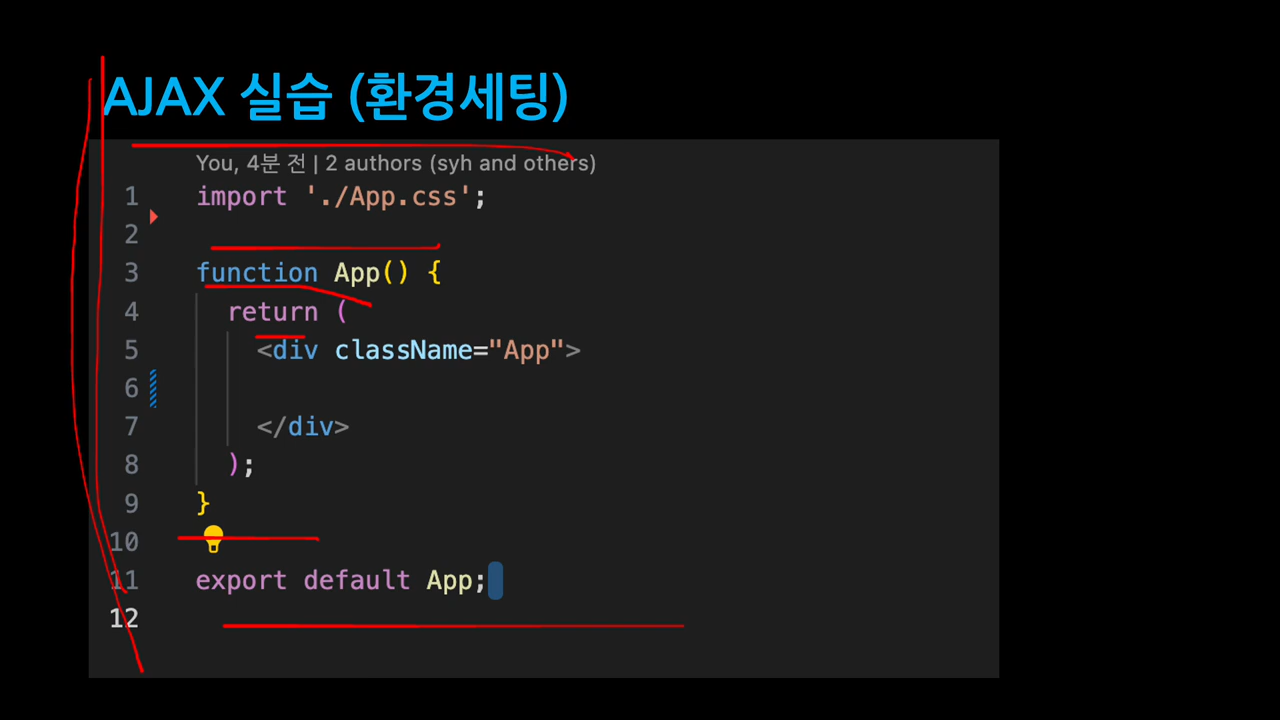 AJAX 실습 (환경세팅)
You, 4분 전 | 2 authors (syh and others)
1 import './App.css';
2
3 function App() {
4 return (
5 <div className="App">
6
7 </div>
8 );
9 }
10
11 export default App;
12